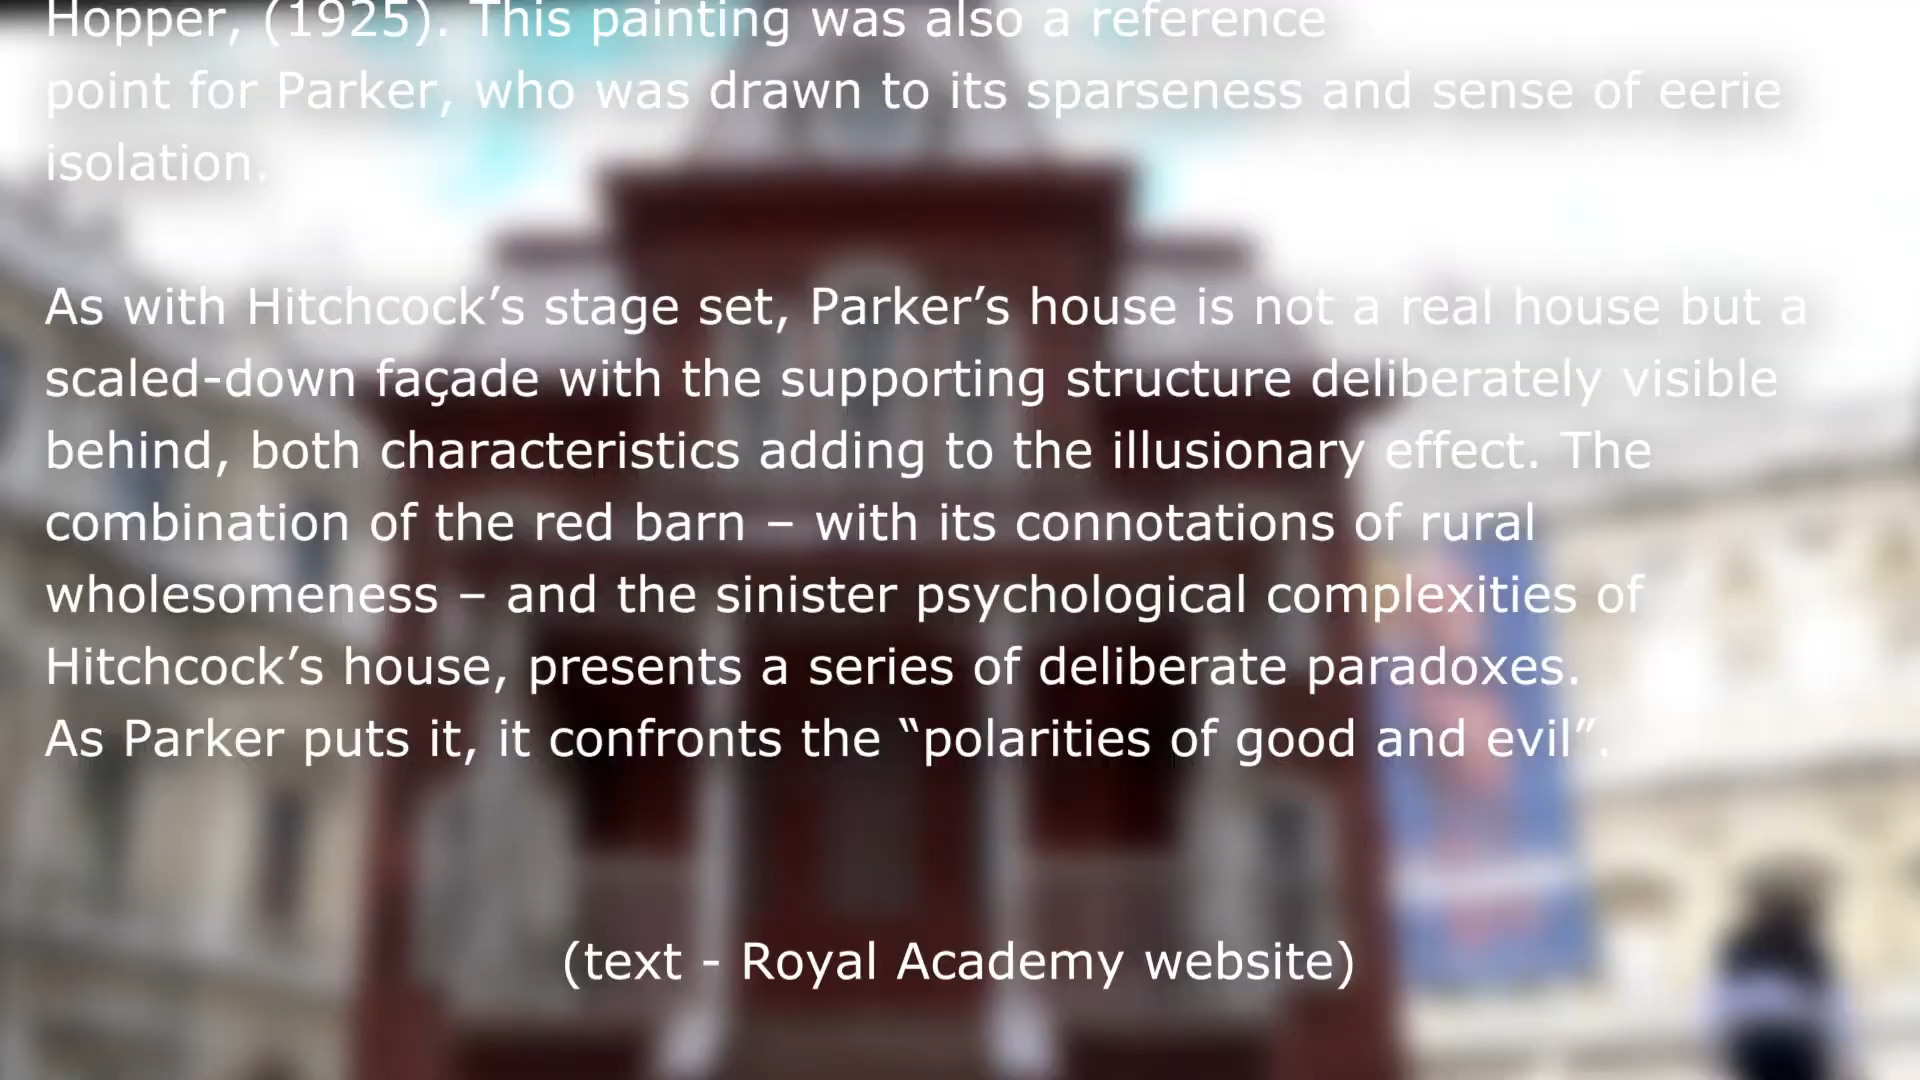 Hopper, (1925). This painting was also a reference
point for Parker, who was drawn to its sparseness and sense of eerie
isolation.
As with Hitchcock’s stage set, Parker’s house is not a real house but a
scaled-down façade with the supporting structure deliberately visible
behind, both characteristics adding to the illusionary effect. The
combination of the red barn – with its connotations of rural
wholesomeness – and the sinister psychological complexities of
Hitchcock’s house, presents a series of deliberate paradoxes.
As Parker puts it, it confronts the “polarities of good and evil”.
(text - Royal Academy website)